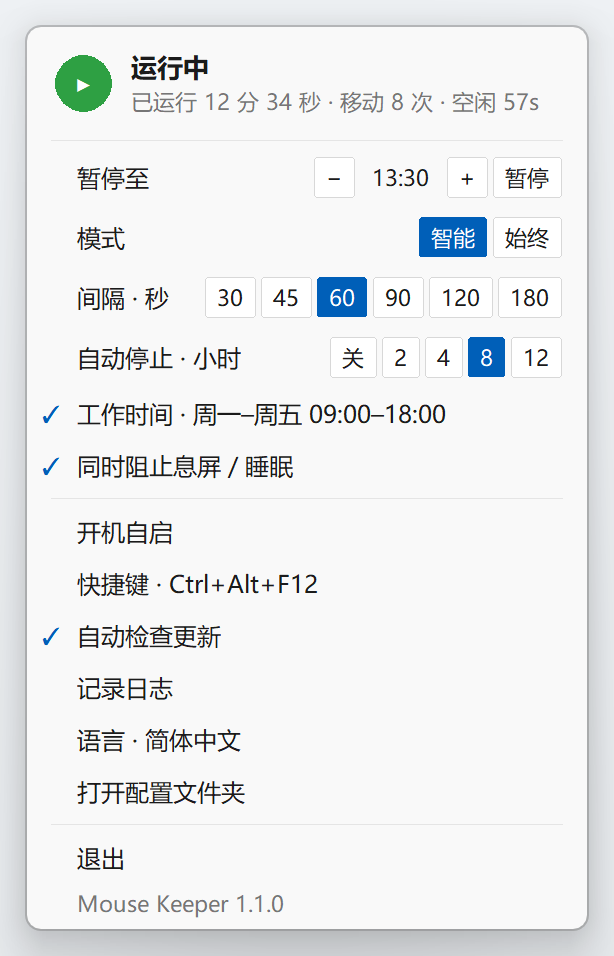 运行中
已运行 12 分 34 秒 · 移动 8 次 · 空闲 57s
暂停至 − 13:30 + 暂停
模式 智能 始终
间隔 · 秒 30 45 60 90 120 180
自动停止 · 小时 关 2 4 8 12
✓ 工作时间 · 周一–周五 09:00–18:00
✓ 同时阻止息屏 / 睡眠
开机自启
快捷键 · Ctrl+Alt+F12
✓ 自动检查更新
记录日志
语言 · 简体中文
打开配置文件夹
退出
Mouse Keeper 1.1.0